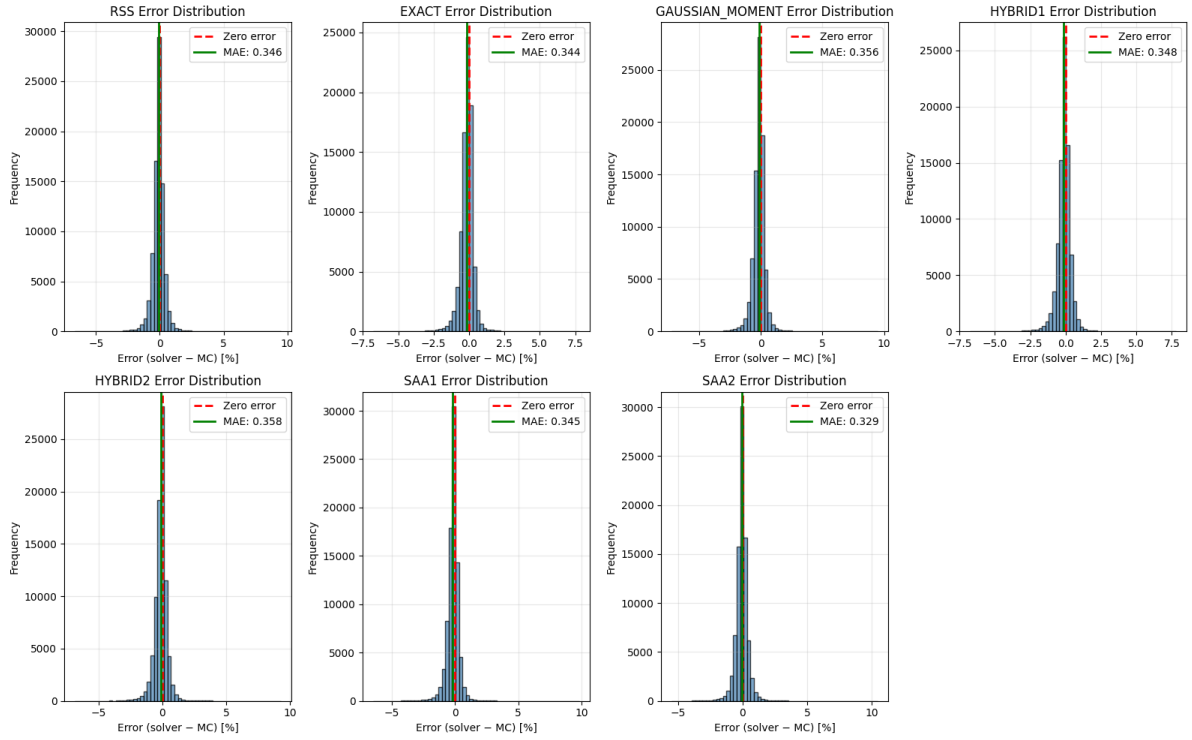 RSS Error Distribution
Zero error
MAE: 0.346
30000
25000
20000
15000
10000
5000
0
Frequency
−5
0
5
10
Error (solver − MC) [%]
EXACT Error Distribution
Zero error
MAE: 0.344
25000
20000
15000
10000
5000
0
Frequency
−7.5
−5.0
−2.5
0.0
2.5
5.0
7.5
Error (solver − MC) [%]
GAUSSIAN_MOMENT Error Distribution
Zero error
MAE: 0.356
25000
20000
15000
10000
5000
0
Frequency
−5
0
5
10
Error (solver − MC) [%]
HYBRID1 Error Distribution
Zero error
MAE: 0.348
25000
20000
15000
10000
5000
0
Frequency
−7.5
−5.0
−2.5
0.0
2.5
5.0
7.5
Error (solver − MC) [%]
HYBRID2 Error Distribution
Zero error
MAE: 0.358
25000
20000
15000
10000
5000
0
Frequency
−5
0
5
10
Error (solver − MC) [%]
SAA1 Error Distribution
Zero error
MAE: 0.345
30000
25000
20000
15000
10000
5000
0
Frequency
−5
0
5
10
Error (solver − MC) [%]
SAA2 Error Distribution
Zero error
MAE: 0.329
30000
25000
20000
15000
10000
5000
0
Frequency
−5
0
5
10
Error (solver − MC) [%]